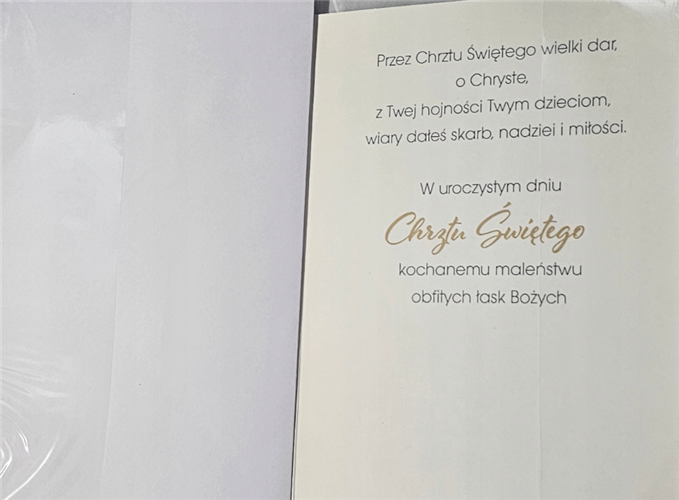 Przez Chrztu Świętego wielki dar,
o Chryste,
z Twej hojności Twym dzieciom,
wiary dałeś skarb, nadziei i miłości.
W uroczystym dniu
Chrztu Świętego
kochanemu maleństwu
obfitych łask Bożych